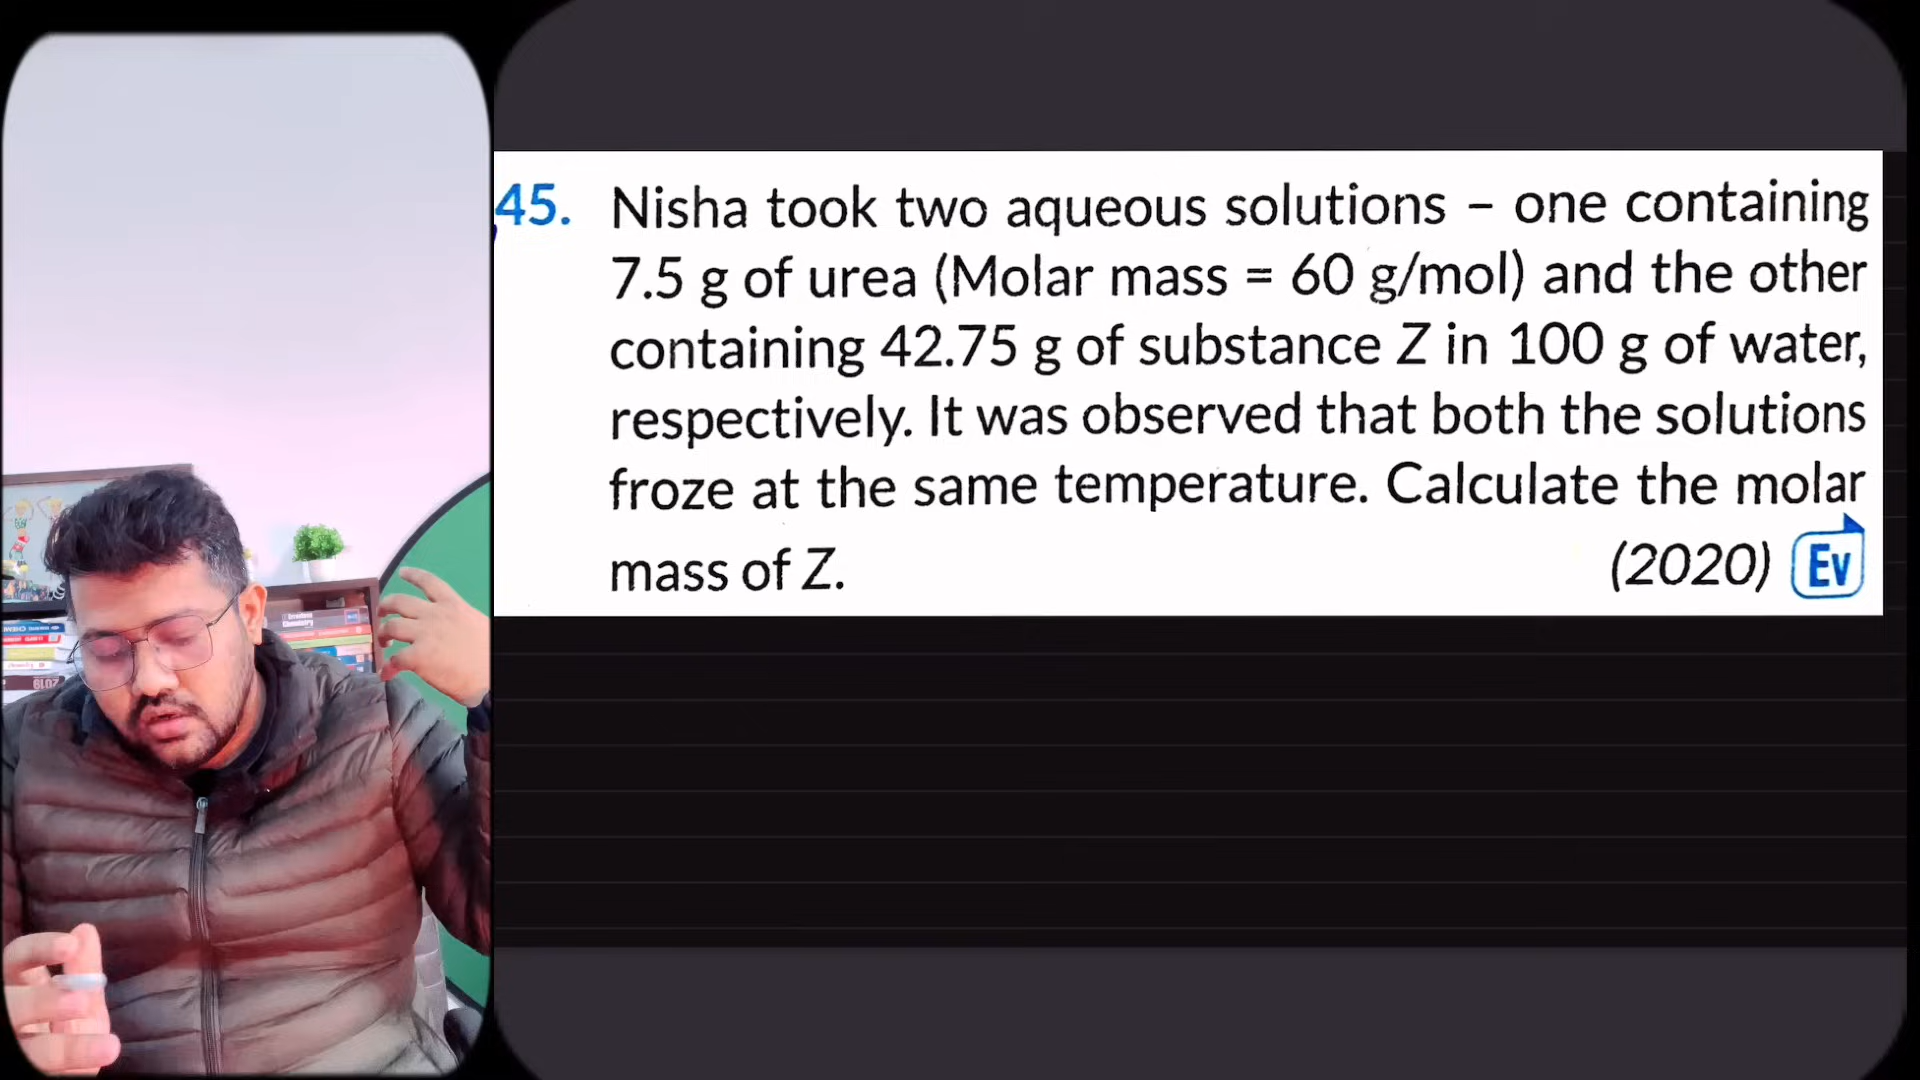 45. Nisha took two aqueous solutions – one containing
7.5 g of urea (Molar mass = 60 g/mol) and the other
containing 42.75 g of substance Z in 100 g of water,
respectively. It was observed that both the solutions
froze at the same temperature. Calculate the molar
mass of Z. (2020) Ev